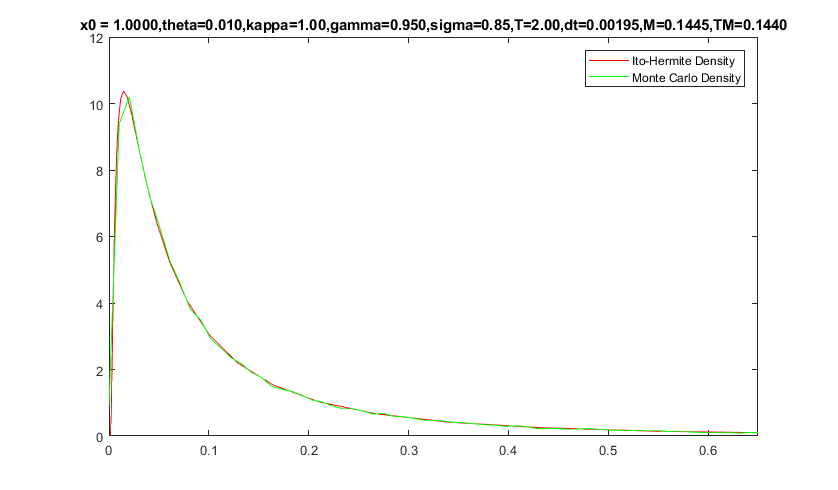 x0 = 1.0000,theta=0.010,kappa=1.00,gamma=0.950,sigma=0.85,T=2.00,dt=0.00195,M=0.1445,TM=0.1440
12
Ito-Hermite Density
Monte Carlo Density
10
8
6
4
2
0
0 0.1 0.2 0.3 0.4 0.5 0.6